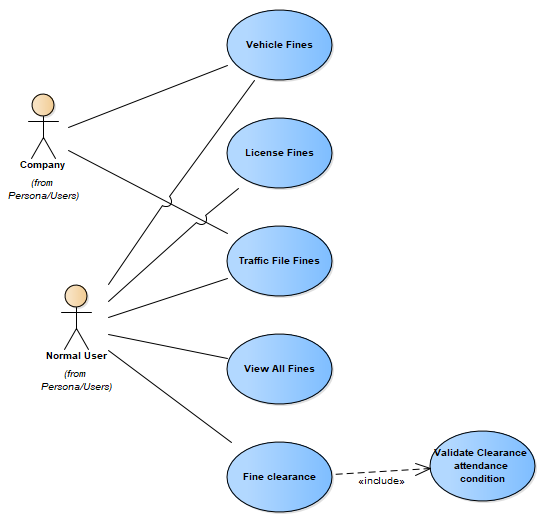 Vehicle Fines
Company
(from
Persona/Users)
License Fines
Traffic File Fines
Normal User
(from
Persona/Users)
View All Fines
Fine clearance
«include»
Validate Clearance
attendance
condition